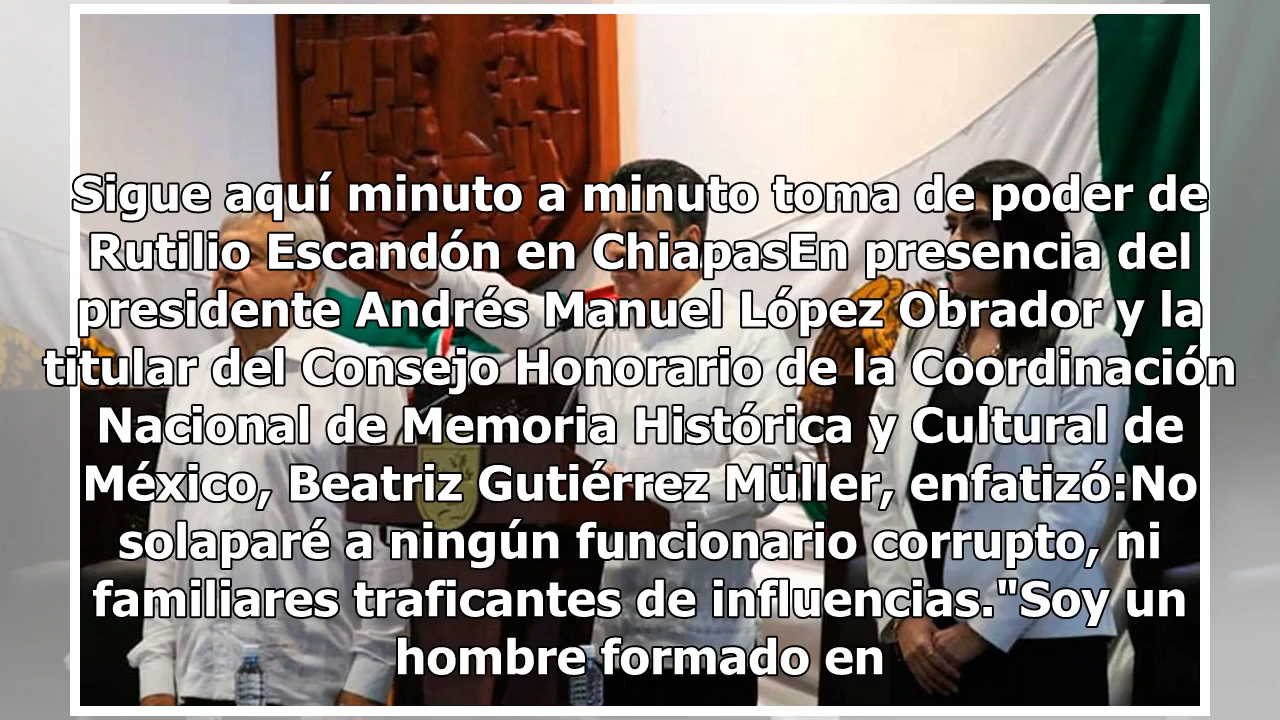 Sigue aquí minuto a minuto toma de poder de
Rutilio Escandón en ChiapasEn presencia del
presidente Andrés Manuel López Obrador y la
titular del Consejo Honorario de la Coordinación
Nacional de Memoria Histórica y Cultural de
México, Beatriz Gutiérrez Müller, enfatizó:No
solaparé a ningún funcionario corrupto, ni
familiares traficantes de influencias."Soy un
hombre formado en